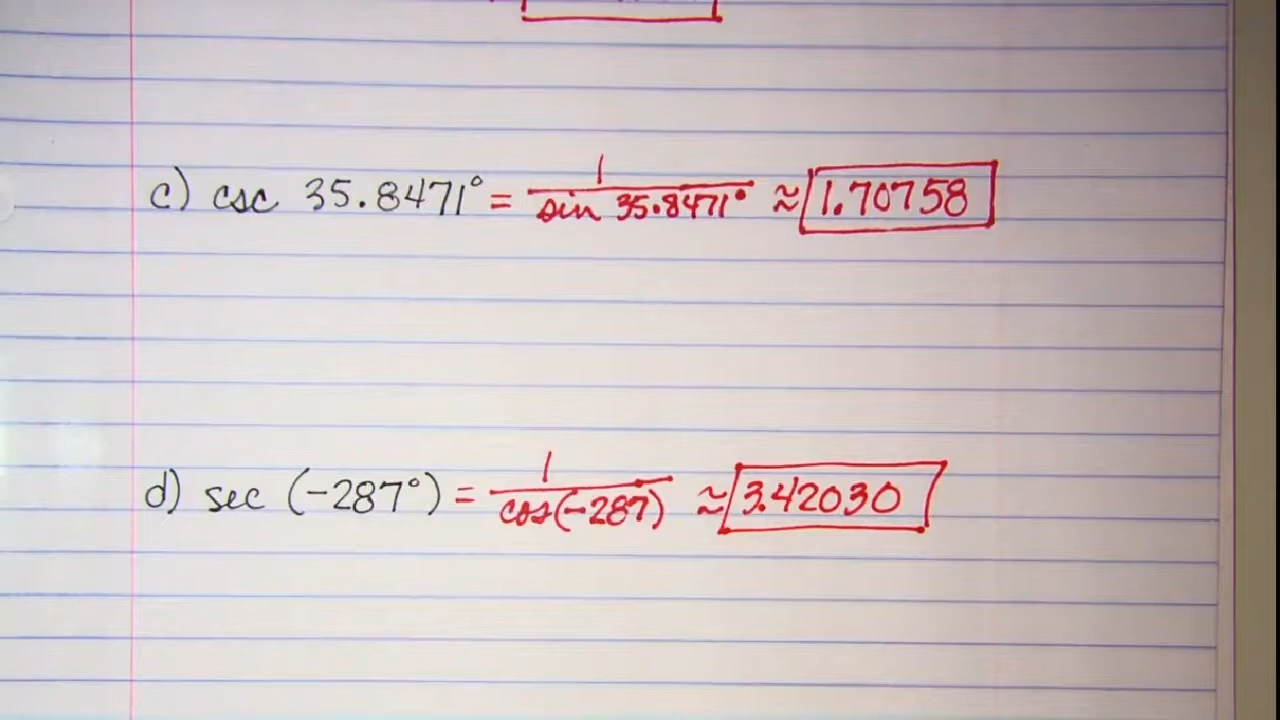 c) csc 35.8471° = 1 / sin 35.8471° ≈ 1.70758
d) sec (-287°) = 1 / cos(-287) ≈ 3.42030